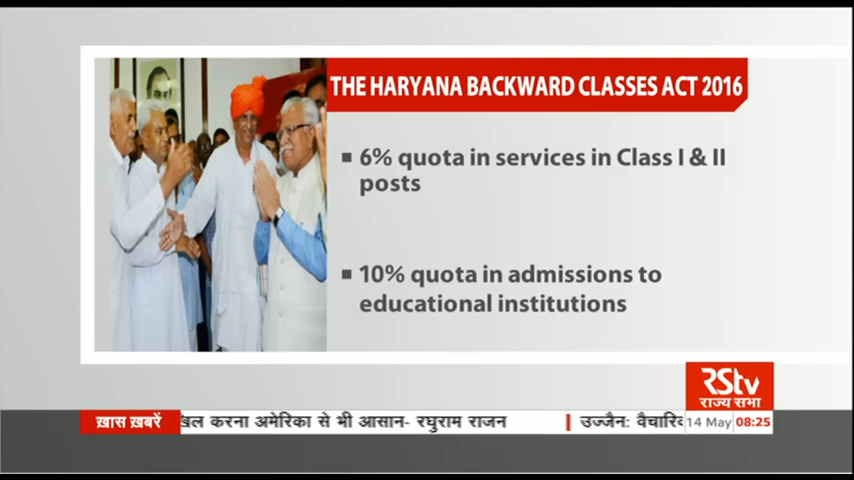 THE HARYANA BACKWARD CLASSES ACT 2016
6% quota in services in Class I & II
posts
10% quota in admissions to
educational institutions
RStv
राज्य सभा
ख़ास ख़बरें
करना अमेरिका से भी आसान- रघुराम राजन
उज्जैन:
14 May 08:25